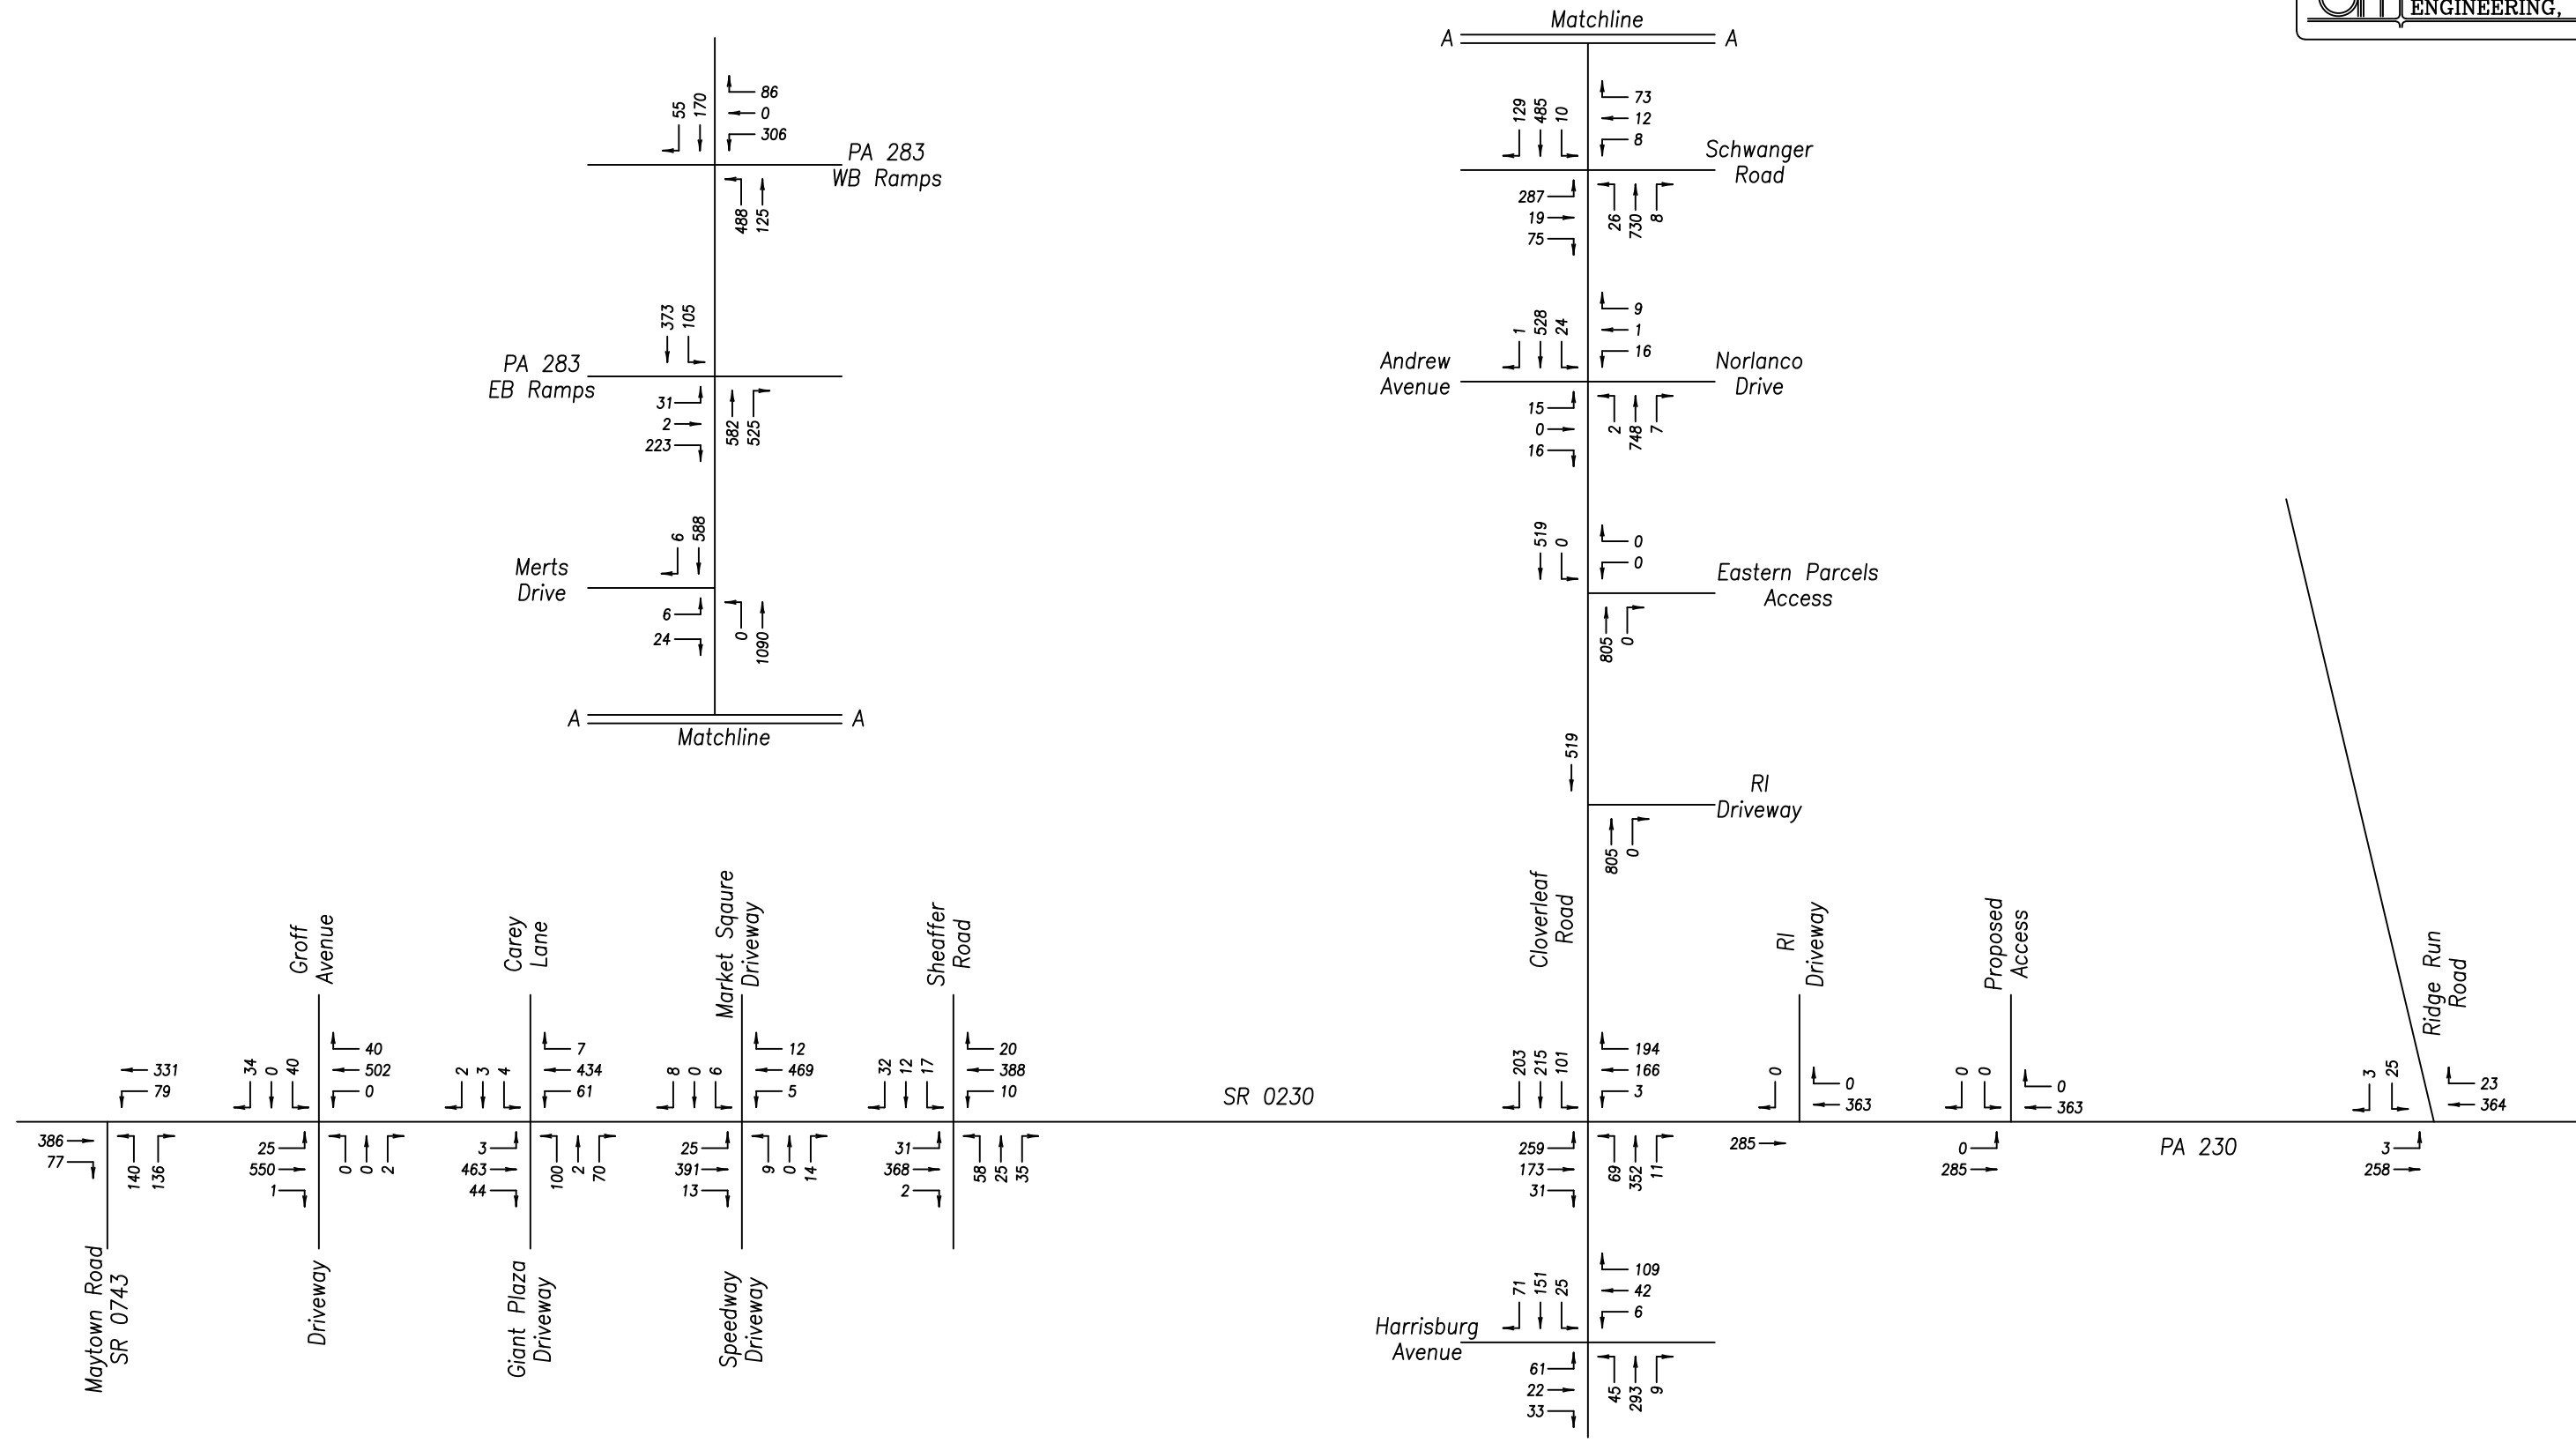 ENGINEERING,
Matchline
A
A
86
0
306
55
170
PA 283
WB Ramps
488
125
373
105
PA 283
EB Ramps
31
2
223
582
525
6
588
Merts
Drive
6
24
0
1090
A
A
Matchline
129
485
10
73
12
8
Schwanger
Road
287
19
75
26
730
8
1
528
24
9
1
16
Andrew
Avenue
Norlanco
Drive
15
0
16
2
748
7
519
0
0
0
Eastern Parcels
Access
805
0
519
RI
Driveway
805
0
Cloverleaf
Road
Groff
Avenue
Carey
Lane
Market Sqaure
Driveway
Sheaffer
Road
RI
Driveway
Proposed
Access
Ridge Run
Road
331
79
386
77
140
136
Maytown Road
SR 0743
34
0
40
40
502
0
25
550
1
0
0
2
Driveway
2
3
4
7
434
61
3
463
44
100
2
70
Giant Plaza
Driveway
8
0
6
12
469
5
25
391
13
9
0
14
Speedway
Driveway
32
12
17
20
388
10
31
368
2
58
25
35
SR 0230
203
215
101
194
166
3
259
173
31
69
352
11
0
0
363
285
0
0
0
363
0
285
PA 230
3
25
23
364
3
258
71
151
25
109
42
6
Harrisburg
Avenue
61
22
33
45
293
9